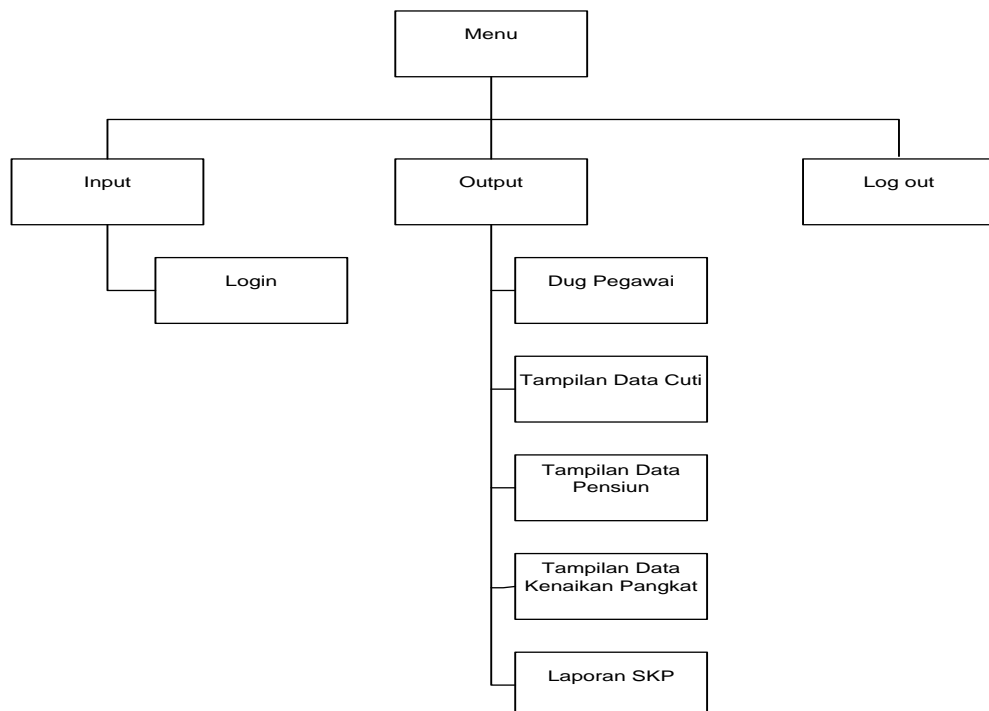 Menu
Input
Output
Log out
Login
Dug Pegawai
Tampilan Data Cuti
Tampilan Data
Pensiun
Tampilan Data
Kenaikan Pangkat
Laporan SKP